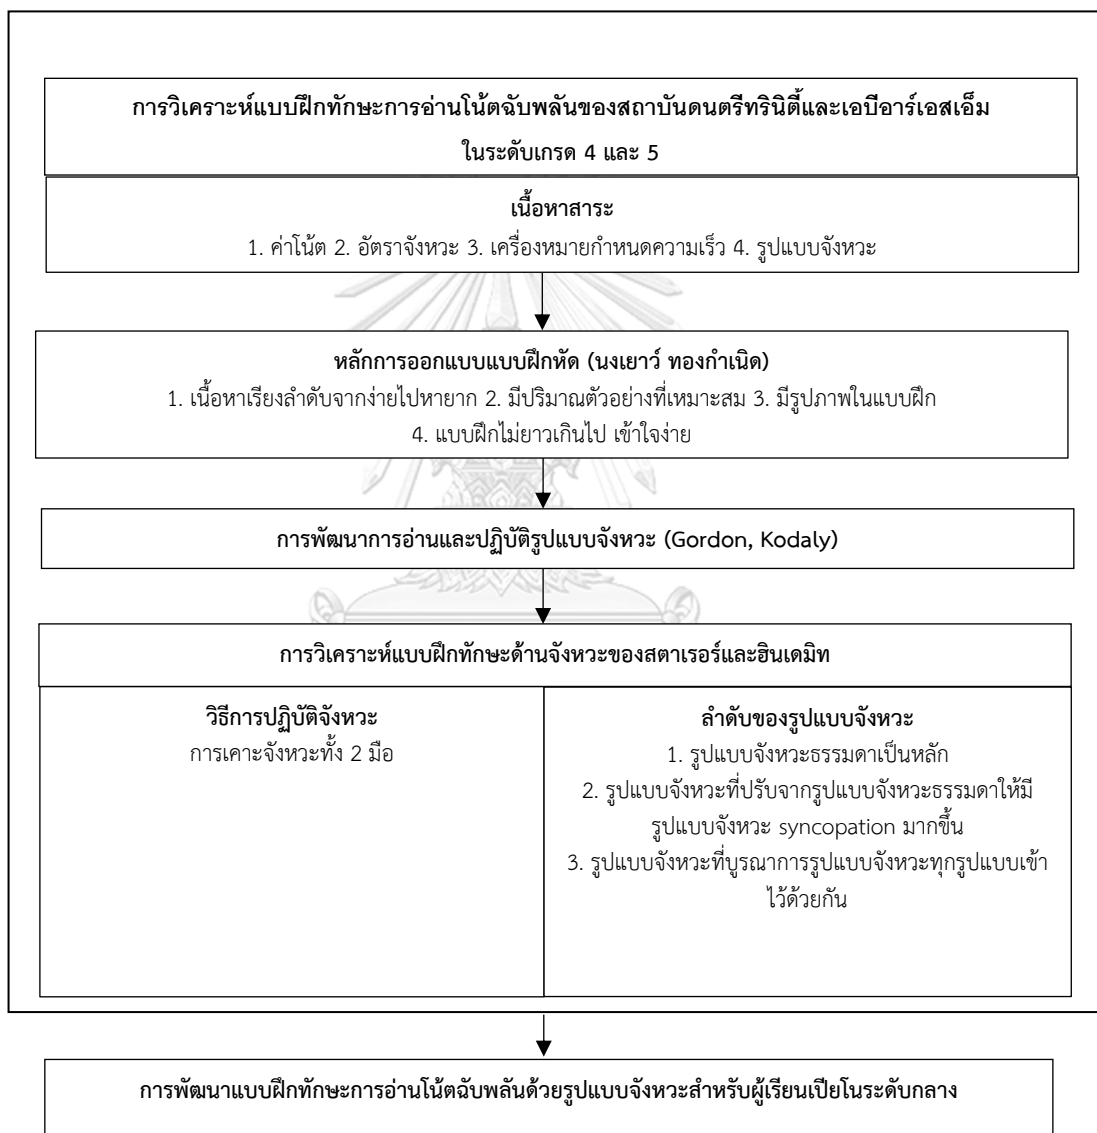 การวิเคราะห์แบบฝึกทักษะการอ่านโน้ตฉับพลันของสถาบันดนตรีทรินิตี้และเอบีอาร์เอสเอ็ม
ในระดับเกรด 4 และ 5
เนื้อหาสาระ
1. ค่าโน้ต 2. อัตราจังหวะ 3. เครื่องหมายกำหนดความเร็ว 4. รูปแบบจังหวะ
หลักการออกแบบแบบฝึกหัด (นงเยาว์ ทองกำเนิด)
1. เนื้อหาเรียงลำดับจากง่ายไปหายาก 2. มีปริมาณตัวอย่างที่เหมาะสม 3. มีรูปภาพในแบบฝึก
4. แบบฝึกไม่ยาวเกินไป เข้าใจง่าย
การพัฒนาการอ่านและปฏิบัติรูปแบบจังหวะ (Gordon, Kodaly)
การวิเคราะห์แบบฝึกทักษะด้านจังหวะของสตาเรอร์และฮินเดมิท
วิธีการปฏิบัติจังหวะ
การเคาะจังหวะทั้ง 2 มือ
ลำดับของรูปแบบจังหวะ
1. รูปแบบจังหวะธรรมดาเป็นหลัก
2. รูปแบบจังหวะที่ปรับจากรูปแบบจังหวะธรรมดาให้มี
รูปแบบจังหวะ syncopation มากขึ้น
3. รูปแบบจังหวะที่บูรณาการรูปแบบจังหวะทุกรูปแบบเข้า
ไว้ด้วยกัน
การพัฒนาแบบฝึกทักษะการอ่านโน้ตฉับพลันด้วยรูปแบบจังหวะสำหรับผู้เรียนเปียโนระดับกลาง